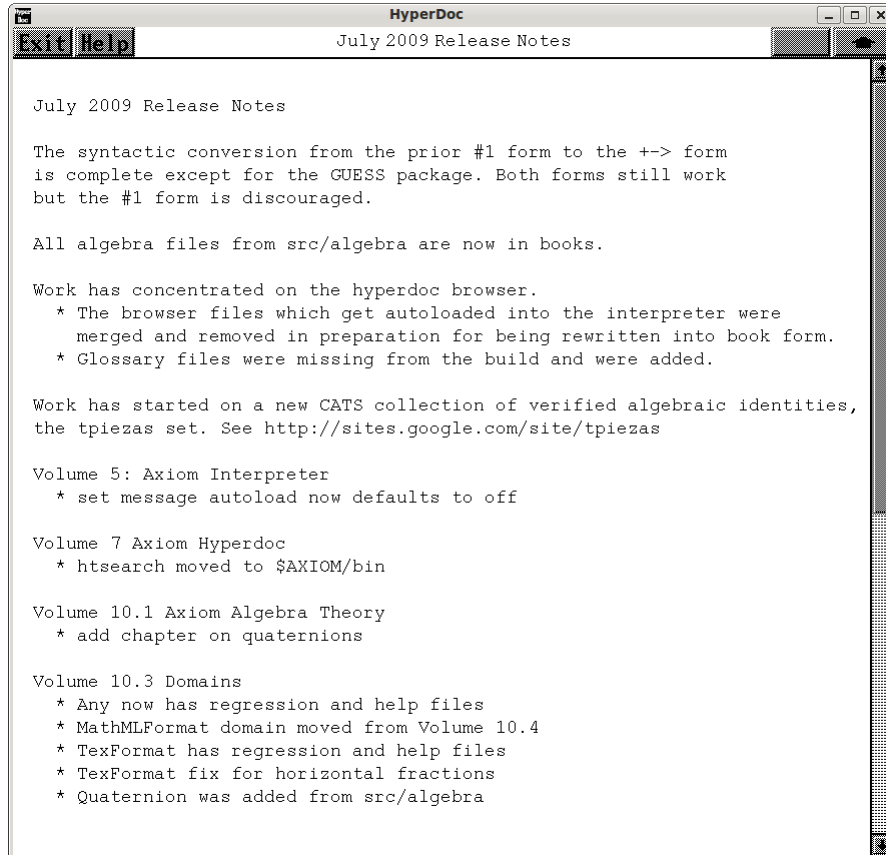 Hyper Doc
HyperDoc
Exit Help July 2009 Release Notes
July 2009 Release Notes
The syntactic conversion from the prior #1 form to the +-> form
is complete except for the GUESS package. Both forms still work
but the #1 form is discouraged.
All algebra files from src/algebra are now in books.
Work has concentrated on the hyperdoc browser.
* The browser files which get autoloaded into the interpreter were
merged and removed in preparation for being rewritten into book form.
* Glossary files were missing from the build and were added.
Work has started on a new CATS collection of verified algebraic identities,
the tpiezas set. See http://sites.google.com/site/tpiezas
Volume 5: Axiom Interpreter
* set message autoload now defaults to off
Volume 7 Axiom Hyperdoc
* htsearch moved to $AXIOM/bin
Volume 10.1 Axiom Algebra Theory
* add chapter on quaternions
Volume 10.3 Domains
* Any now has regression and help files
* MathMLFormat domain moved from Volume 10.4
* TexFormat has regression and help files
* TexFormat fix for horizontal fractions
* Quaternion was added from src/algebra